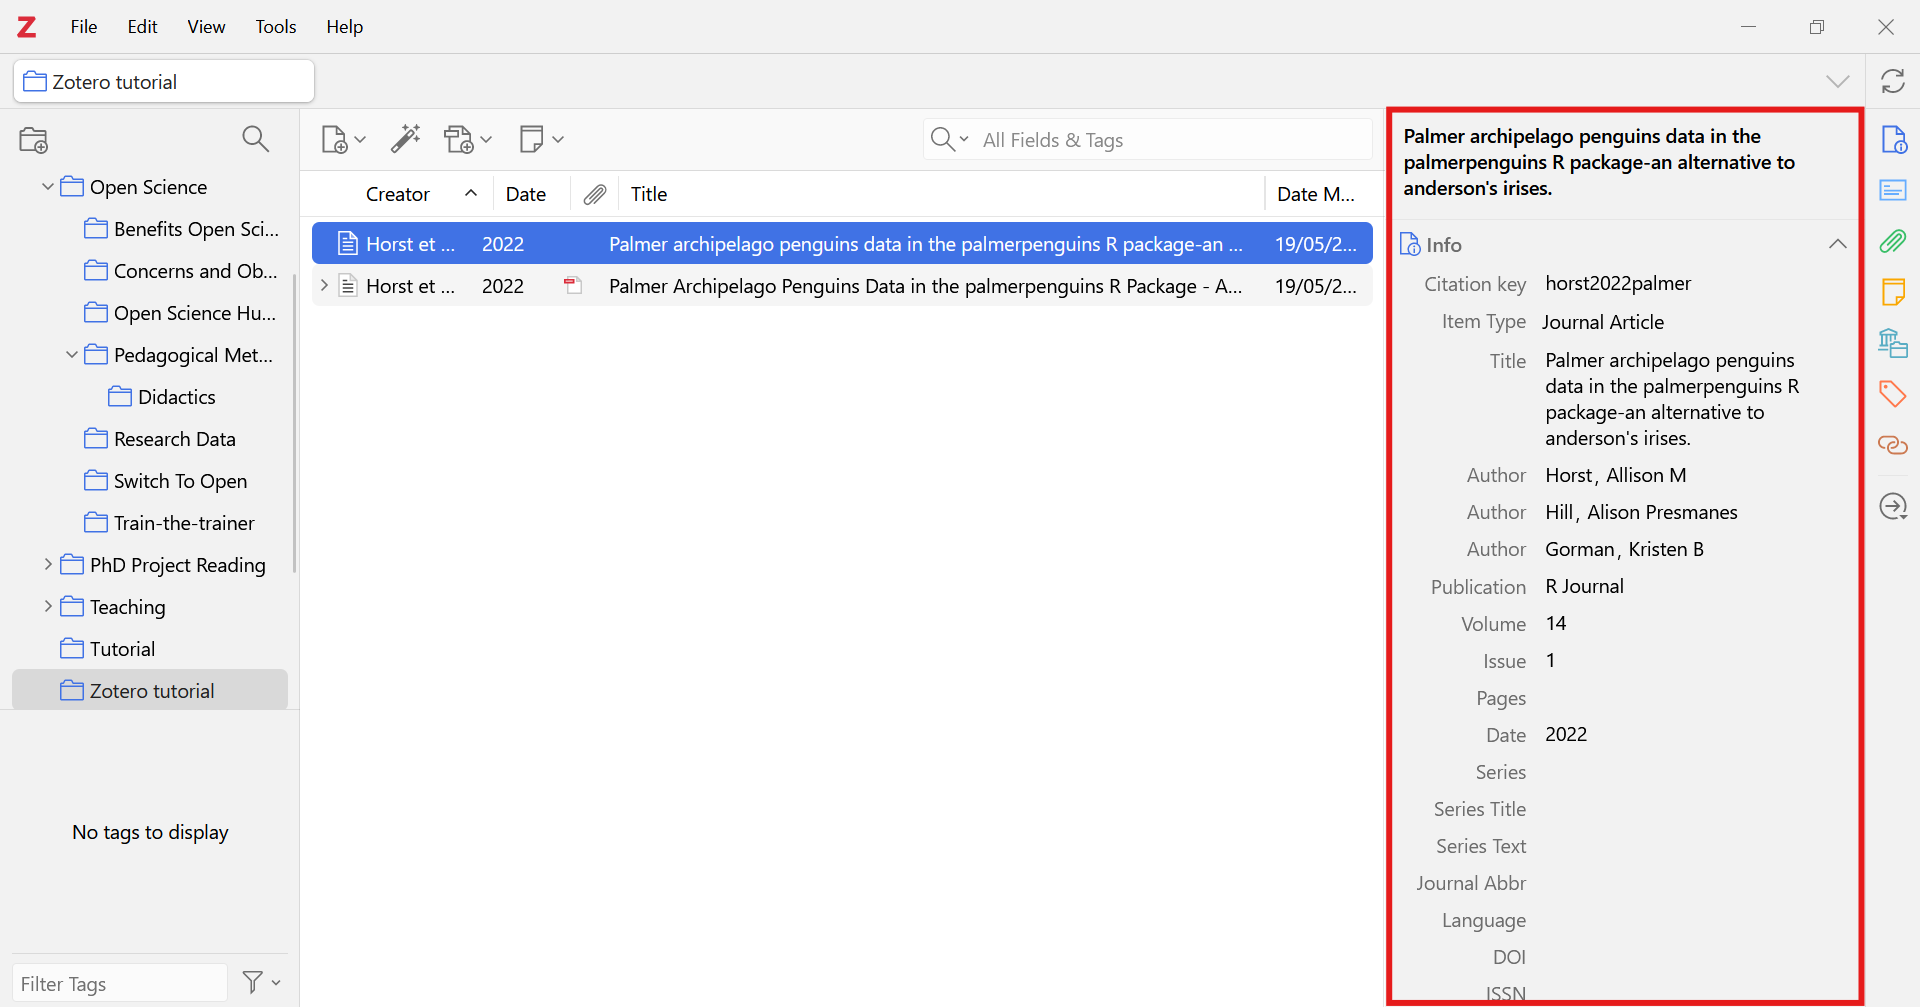 Z File Edit View Tools Help
Zotero tutorial
Open Science
Benefits Open Sci...
Concerns and Ob...
Open Science Hu...
Pedagogical Met...
Didactics
Research Data
Switch To Open
Train-the-trainer
PhD Project Reading
Teaching
Tutorial
Zotero tutorial
No tags to display
Filter Tags
All Fields & Tags
Creator Date Title Date M...
Horst et ... 2022 Palmer archipelago penguins data in the palmerpenguins R package-an ... 19/05/2...
Horst et ... 2022 Palmer Archipelago Penguins Data in the palmerpenguins R Package - A... 19/05/2...
Palmer archipelago penguins data in the
palmerpenguins R package-an alternative to
anderson's irises.
Info
Citation key horst2022palmer
Item Type Journal Article
Title Palmer archipelago penguins
data in the palmerpenguins R
package-an alternative to
anderson's irises.
Author Horst, Allison M
Author Hill, Alison Presmanes
Author Gorman, Kristen B
Publication R Journal
Volume 14
Issue 1
Pages
Date 2022
Series
Series Title
Series Text
Journal Abbr
Language
DOI
ISSN